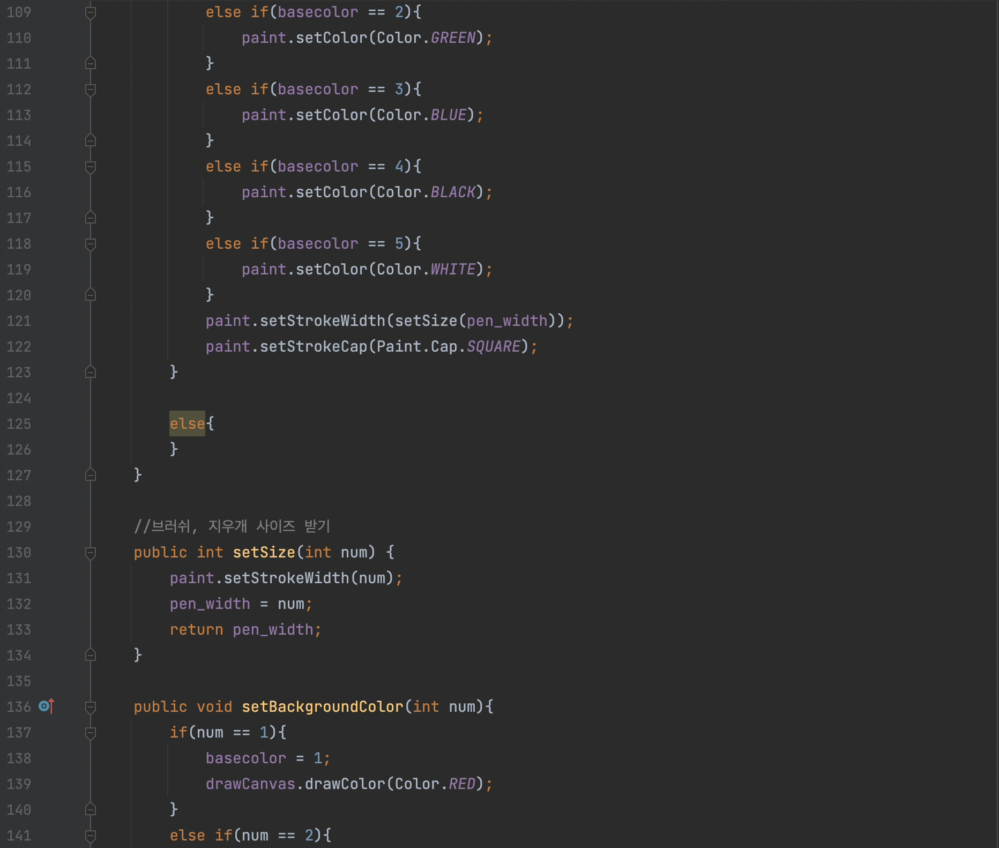 109 else if(basecolor == 2){
110 paint.setColor(Color.GREEN);
111 }
112 else if(basecolor == 3){
113 paint.setColor(Color.BLUE);
114 }
115 else if(basecolor == 4){
116 paint.setColor(Color.BLACK);
117 }
118 else if(basecolor == 5){
119 paint.setColor(Color.WHITE);
120 }
121 paint.setStrokeWidth(setSize(pen_width));
122 paint.setStrokeCap(Paint.Cap.SQUARE);
123 }
124
125 else{
126 }
127 }
128
129 //브러쉬, 지우개 사이즈 받기
130 public int setSize(int num) {
131 paint.setStrokeWidth(num);
132 pen_width = num;
133 return pen_width;
134 }
135
136 public void setBackgroundColor(int num){
137 if(num == 1){
138 basecolor = 1;
139 drawCanvas.drawColor(Color.RED);
140 }
141 else if(num == 2){